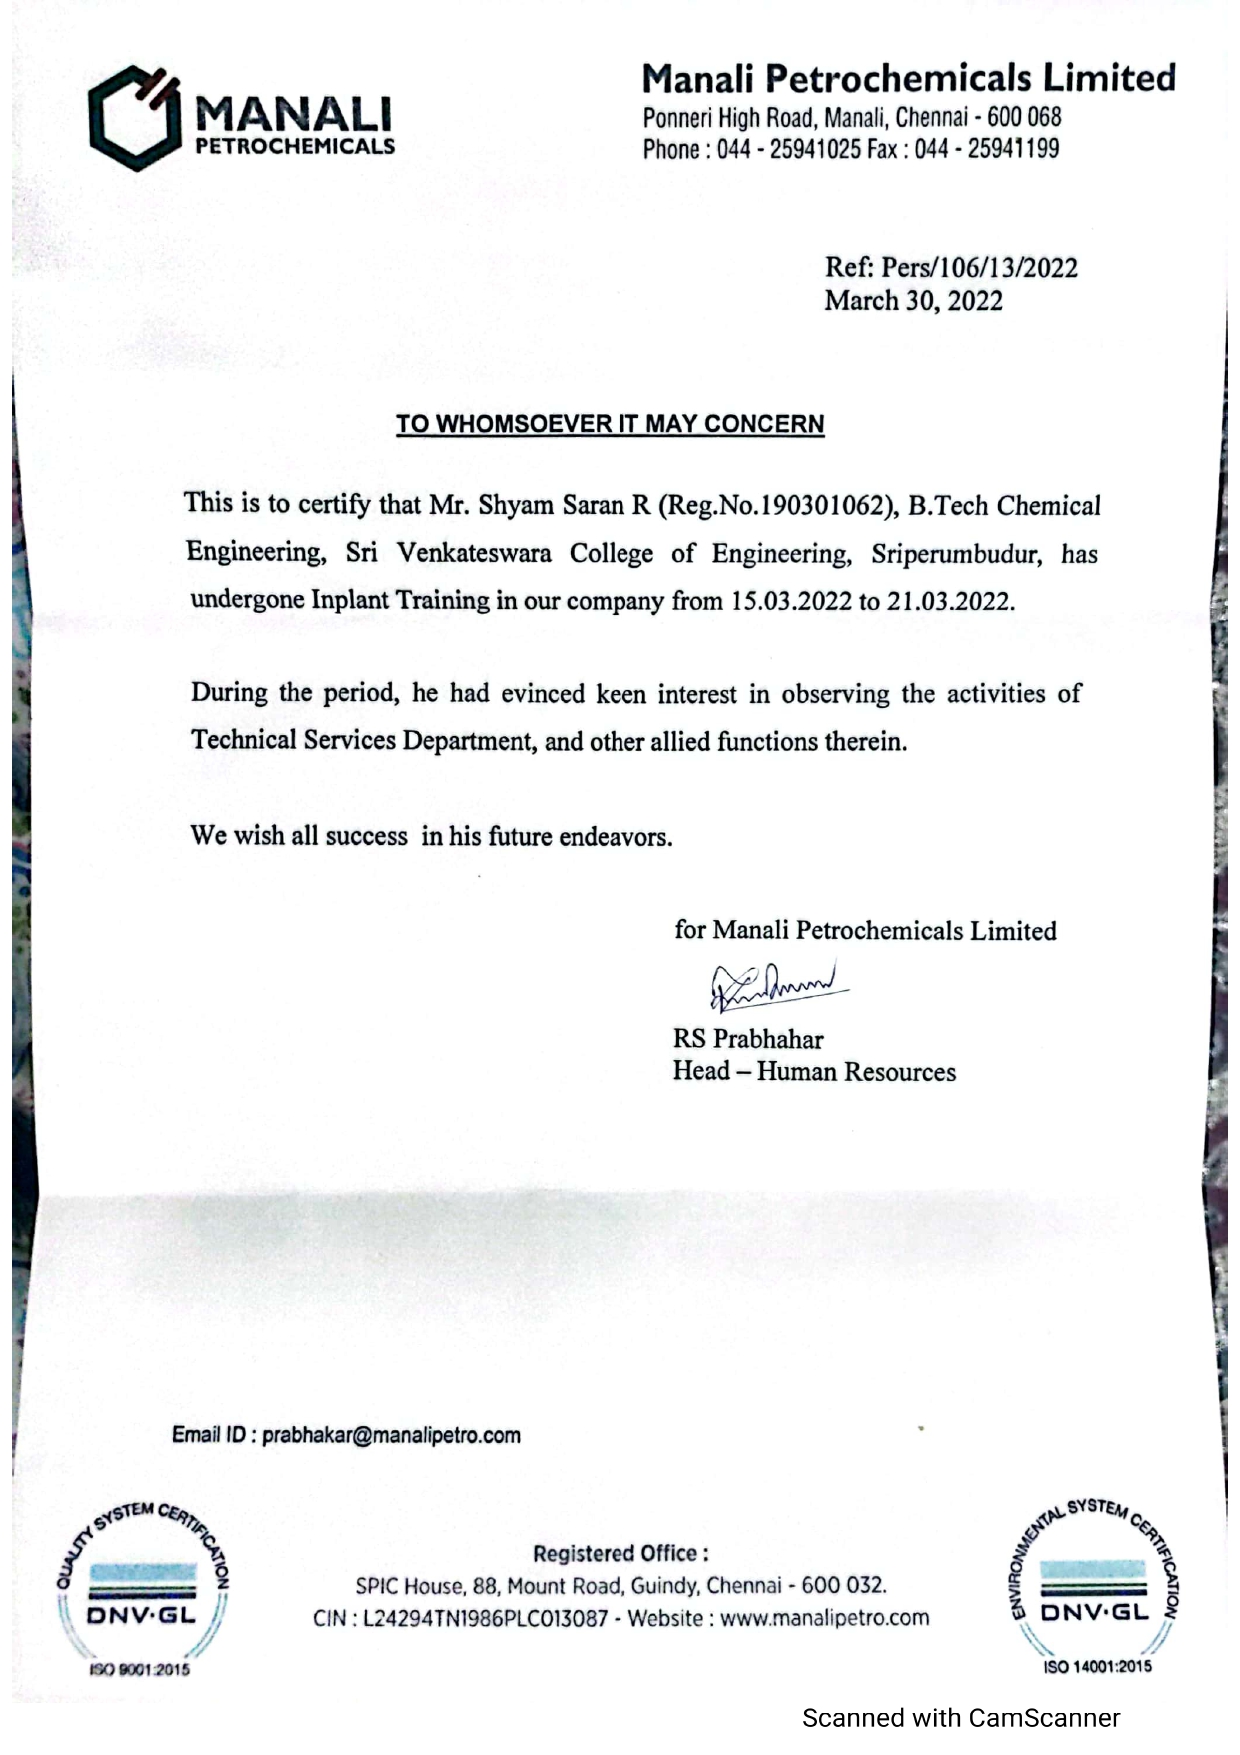 MANALI
PETROCHEMICALS
Manali Petrochemicals Limited
Ponneri High Road, Manali, Chennai - 600 068
Phone : 044 - 25941025 Fax : 044 - 25941199
Ref: Pers/106/13/2022
March 30, 2022
TO WHOMSOEVER IT MAY CONCERN
This is to certify that Mr. Shyam Saran R (Reg.No.190301062), B.Tech Chemical
Engineering, Sri Venkateswara College of Engineering, Sriperumbudur, has
undergone Inplant Training in our company from 15.03.2022 to 21.03.2022.
During the period, he had evinced keen interest in observing the activities of
Technical Services Department, and other allied functions therein.
We wish all success in his future endeavors.
for Manali Petrochemicals Limited
RS Prabhahar
Head – Human Resources
Email ID : prabhakar@manalipetro.com
QUALITY SYSTEM CERTIFICATION
DNV·GL
ISO 9001:2015
Registered Office :
SPIC House, 88, Mount Road, Guindy, Chennai - 600 032.
CIN : L24294TN1986PLC013087 - Website : www.manalipetro.com
ENVIRONMENTAL SYSTEM CERTIFICATION
DNV·GL
ISO 14001:2015
Scanned with CamScanner